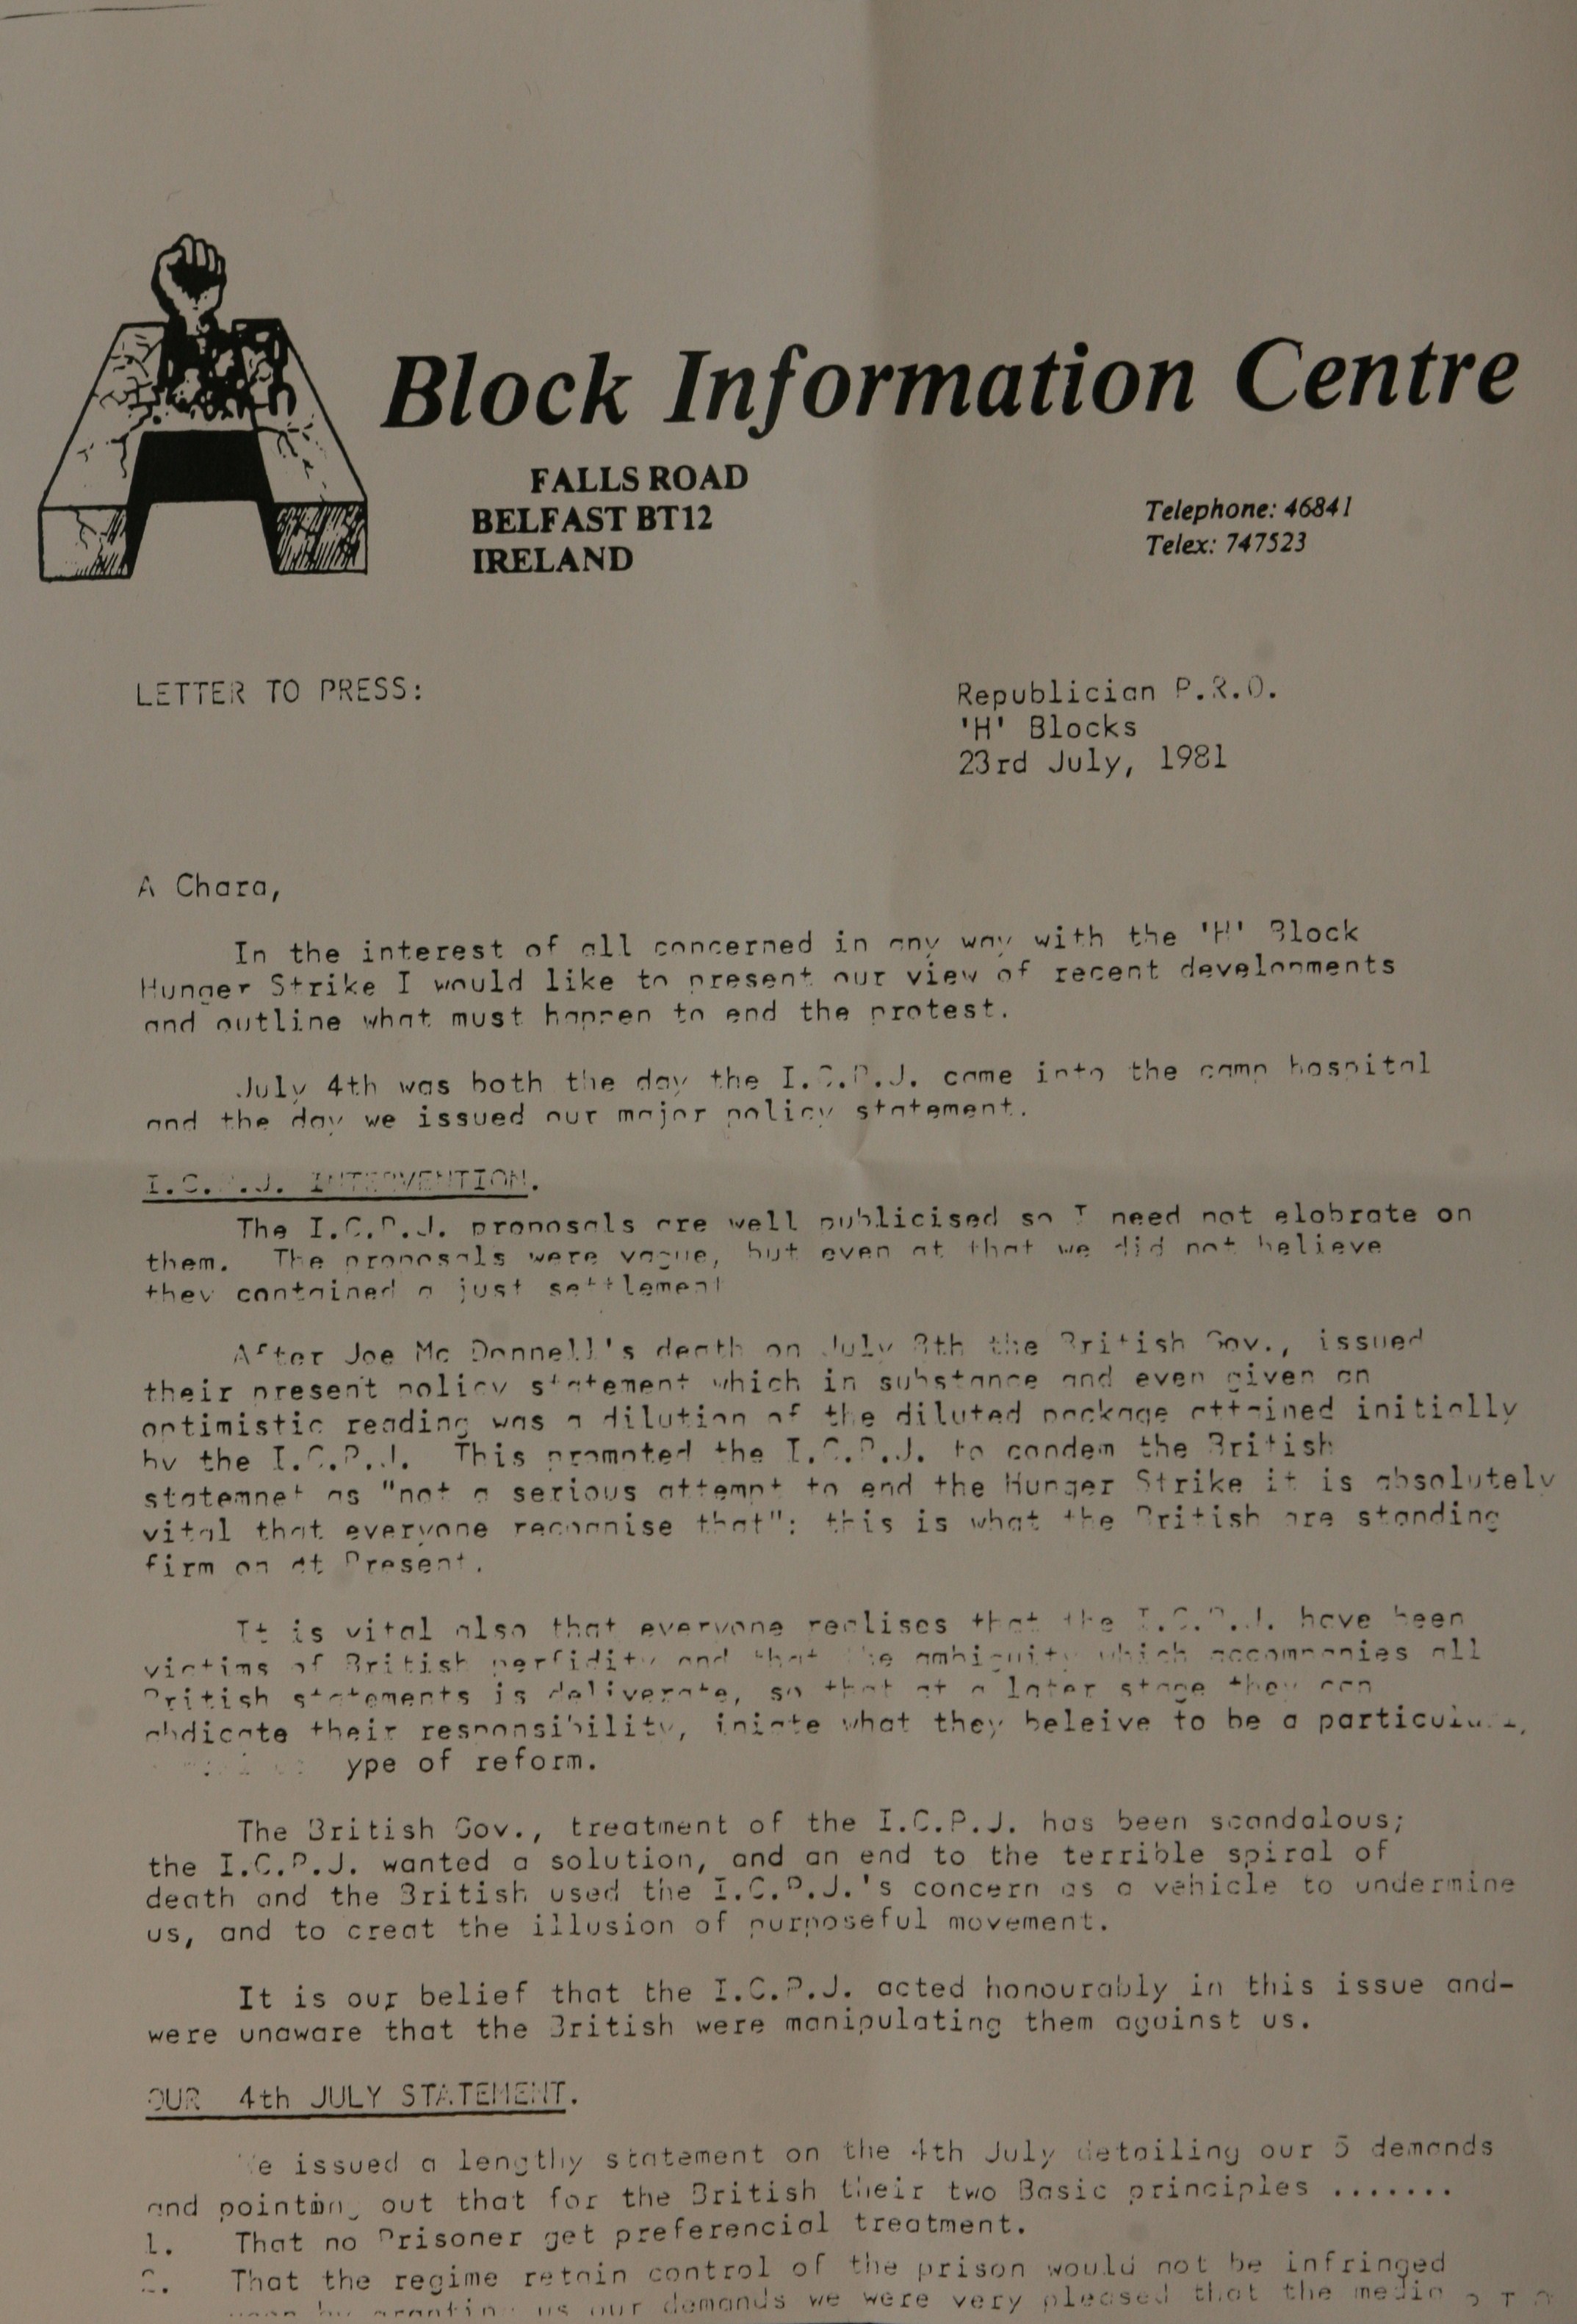 Block Information Centre
FALLS ROAD
BELFAST BT12
IRELAND
Telephone: 46841
Telex: 747523
LETTER TO PRESS:
Republician P.R.O.
'H' Blocks
23rd July, 1981
A Chara,
In the interest of all concerned in any way with the 'H' Block
Hunger Strike I would like to present our view of recent developments
and outline what must happen to end the protest.
July 4th was both the day the I.C.P.J. came into the camp hospital
and the day we issued our major policy statement.
I.C.P.J. INTERVENTION.
The I.C.P.J. proposals are well publicised so I need not elobrate on
them. The proposals were vague, but even at that we did not believe
they contained a just settlement
After Joe Mc Donnell's death on July 8th the British Gov., issued
their present policy statement which in substance and even given an
optimistic reading was a dilution of the diluted package attained initially
by the I.C.P.J. This prompted the I.C.P.J. to condem the British
statemnet as "not a serious attempt to end the Hunger Strike it is absolutely
vital that everyone recognise that": this is what the British are standing
firm on at Present.
It is vital also that everyone realises that the I.C.P.J. have been
victims of British perfidity and that the ambiguity which accompanies all
British statements is deliverate, so that at a later stage they can
abdicate their responsibility, iniate what they beleive to be a
ype of reform.
The British Gov., treatment of the I.C.P.J. has been scandalous;
the I.C.P.J. wanted a solution, and an end to the terrible spiral of
death and the British used the I.C.P.J.'s concern as a vehicle to undermine
us, and to creat the illusion of purposeful movement.
It is our belief that the I.C.P.J. acted honourably in this issue and-
were unaware that the British were manipulating them against us.
OUR 4th JULY STATEMENT.
We issued a lengthy statement on the 4th July detailing our 5 demands
and out that for the British their two Basic principles .......
1. That no Prisoner get preferencial treatment.
2. That the regime retain control of the prison would not be infringed
us our demands we were very pleased that the media